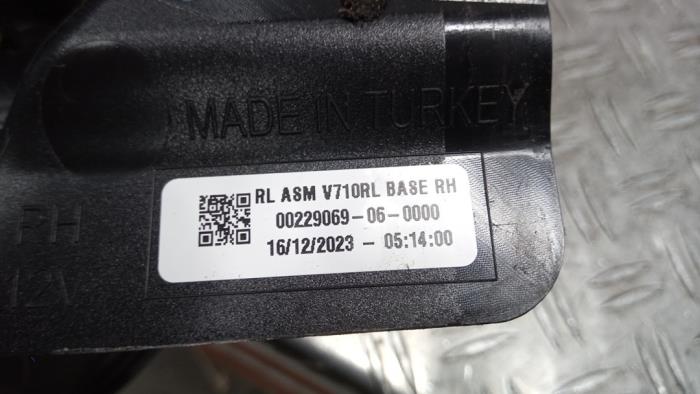 MADE IN TURKEY
RL ASM V710RL BASE RH
00229069-06-0000
16/12/2023 - 05:14:00
RH
12V